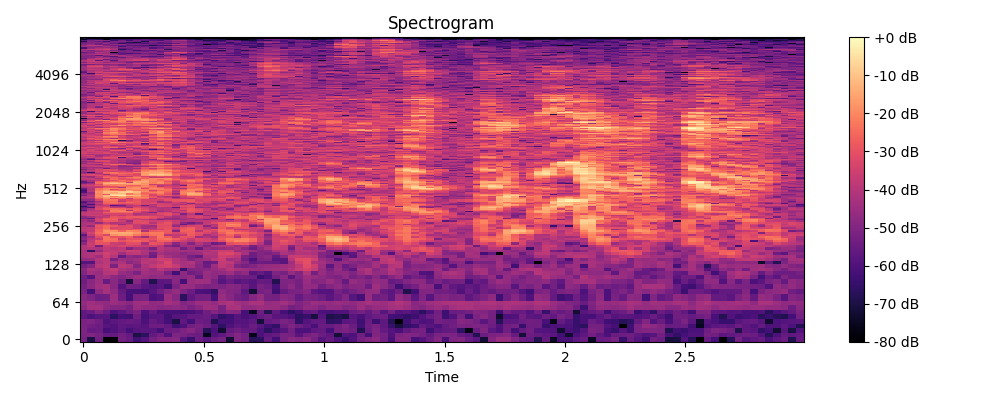 Spectrogram
Hz
4096
2048
1024
512
256
128
64
0
0
0.5
1
1.5
2
2.5
Time
+0 dB
-10 dB
-20 dB
-30 dB
-40 dB
-50 dB
-60 dB
-70 dB
-80 dB